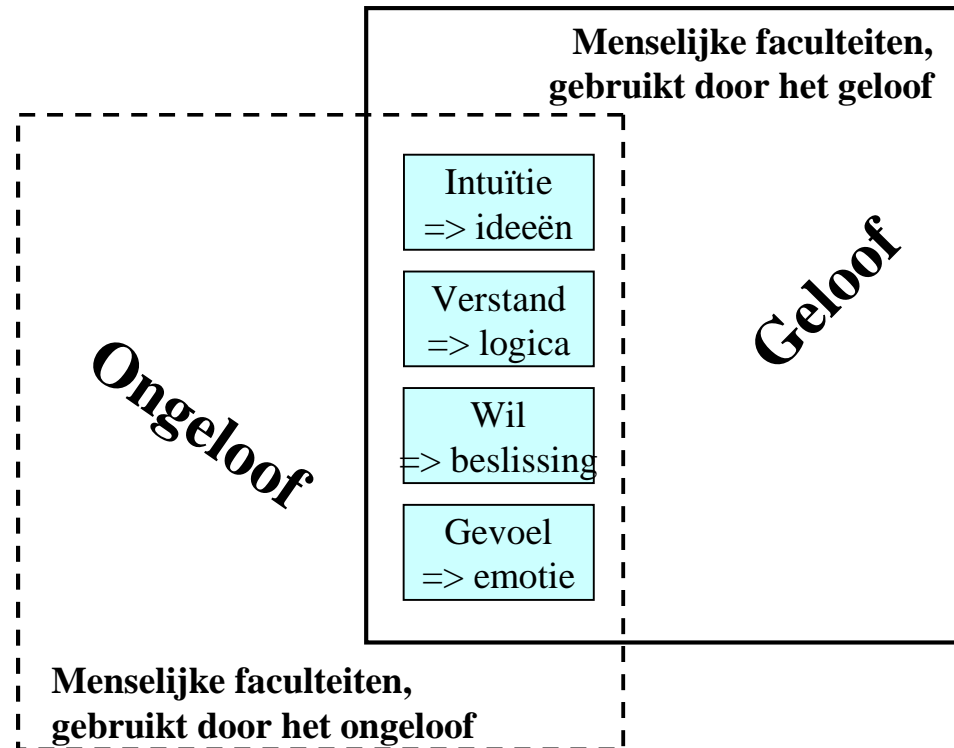 Menselijke faculteiten,
gebruikt door het geloof
Intuïtie
=> ideeën
Verstand
=> logica
Wil
=> beslissing
Gevoel
=> emotie
Ongeloof
Geloof
Menselijke faculteiten,
gebruikt door het ongeloof